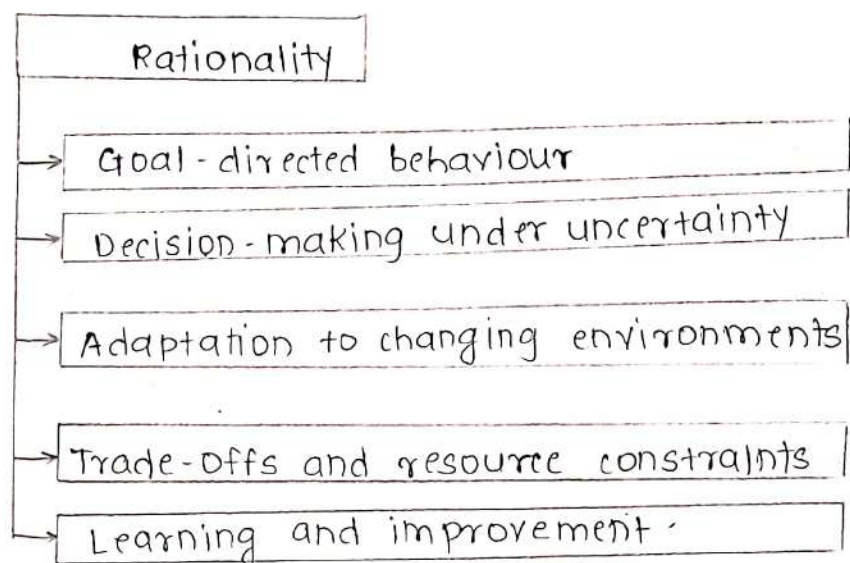 Rationality
Goal-directed behaviour
Decision-making under uncertainty
Adaptation to changing environments
Trade-offs and resource constraints
Learning and improvement.